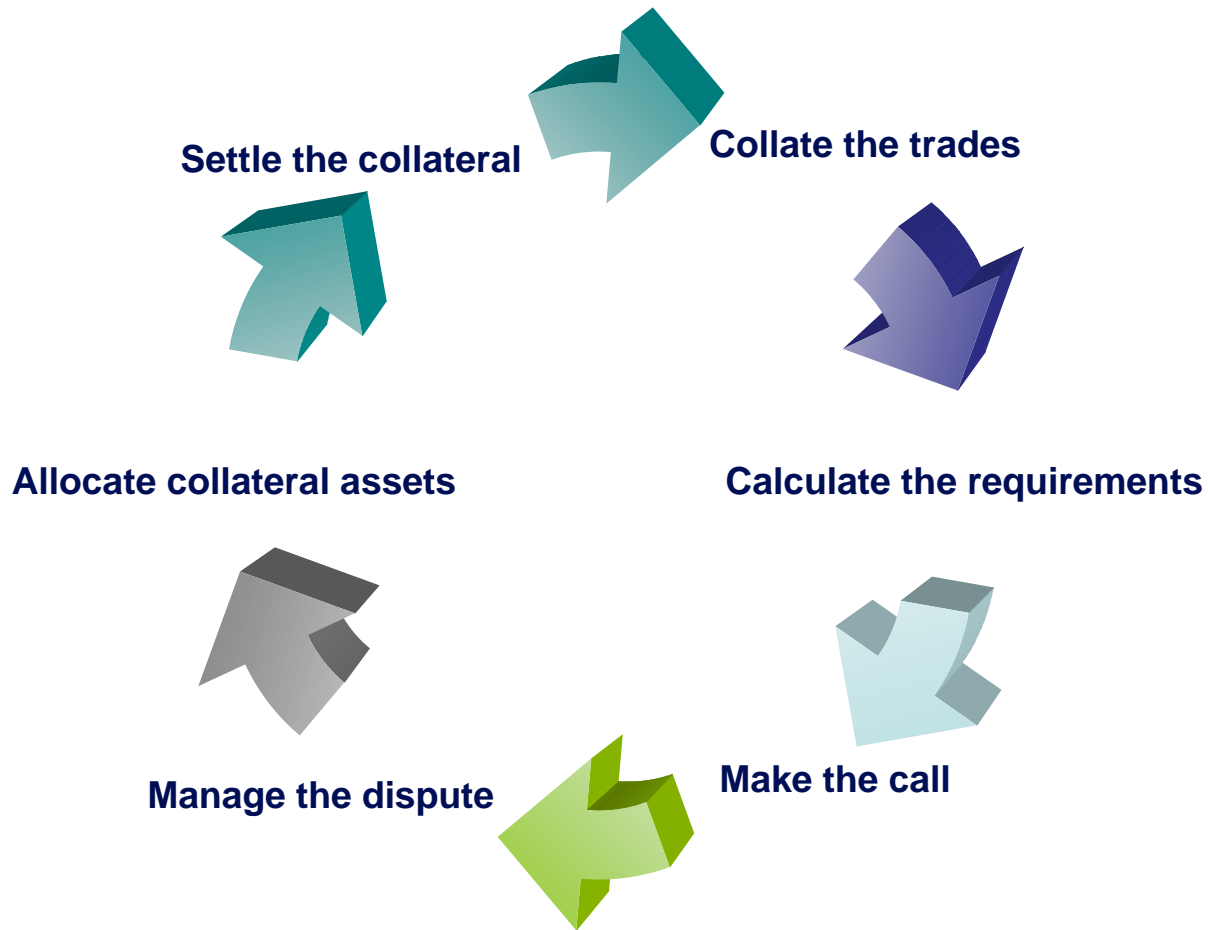 Settle the collateral
Collate the trades
Allocate collateral assets
Calculate the requirements
Manage the dispute
Make the call